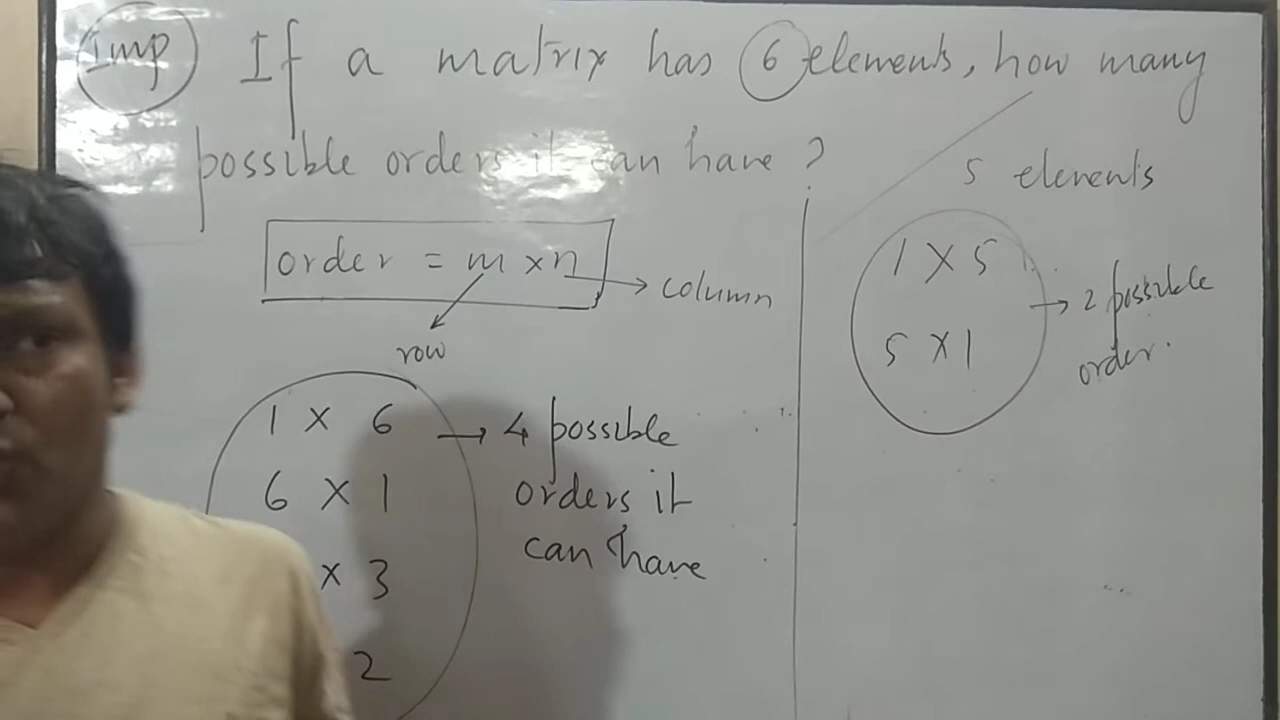 Imp If a matrix has 6 elements, how many
possible orders it can have ?
order = m × n
column
row
1 × 6
6 × 1
× 3
2
→ 4 possible
orders it
can have
5 elements
1 × 5
5 × 1
→ 2 possible
order.